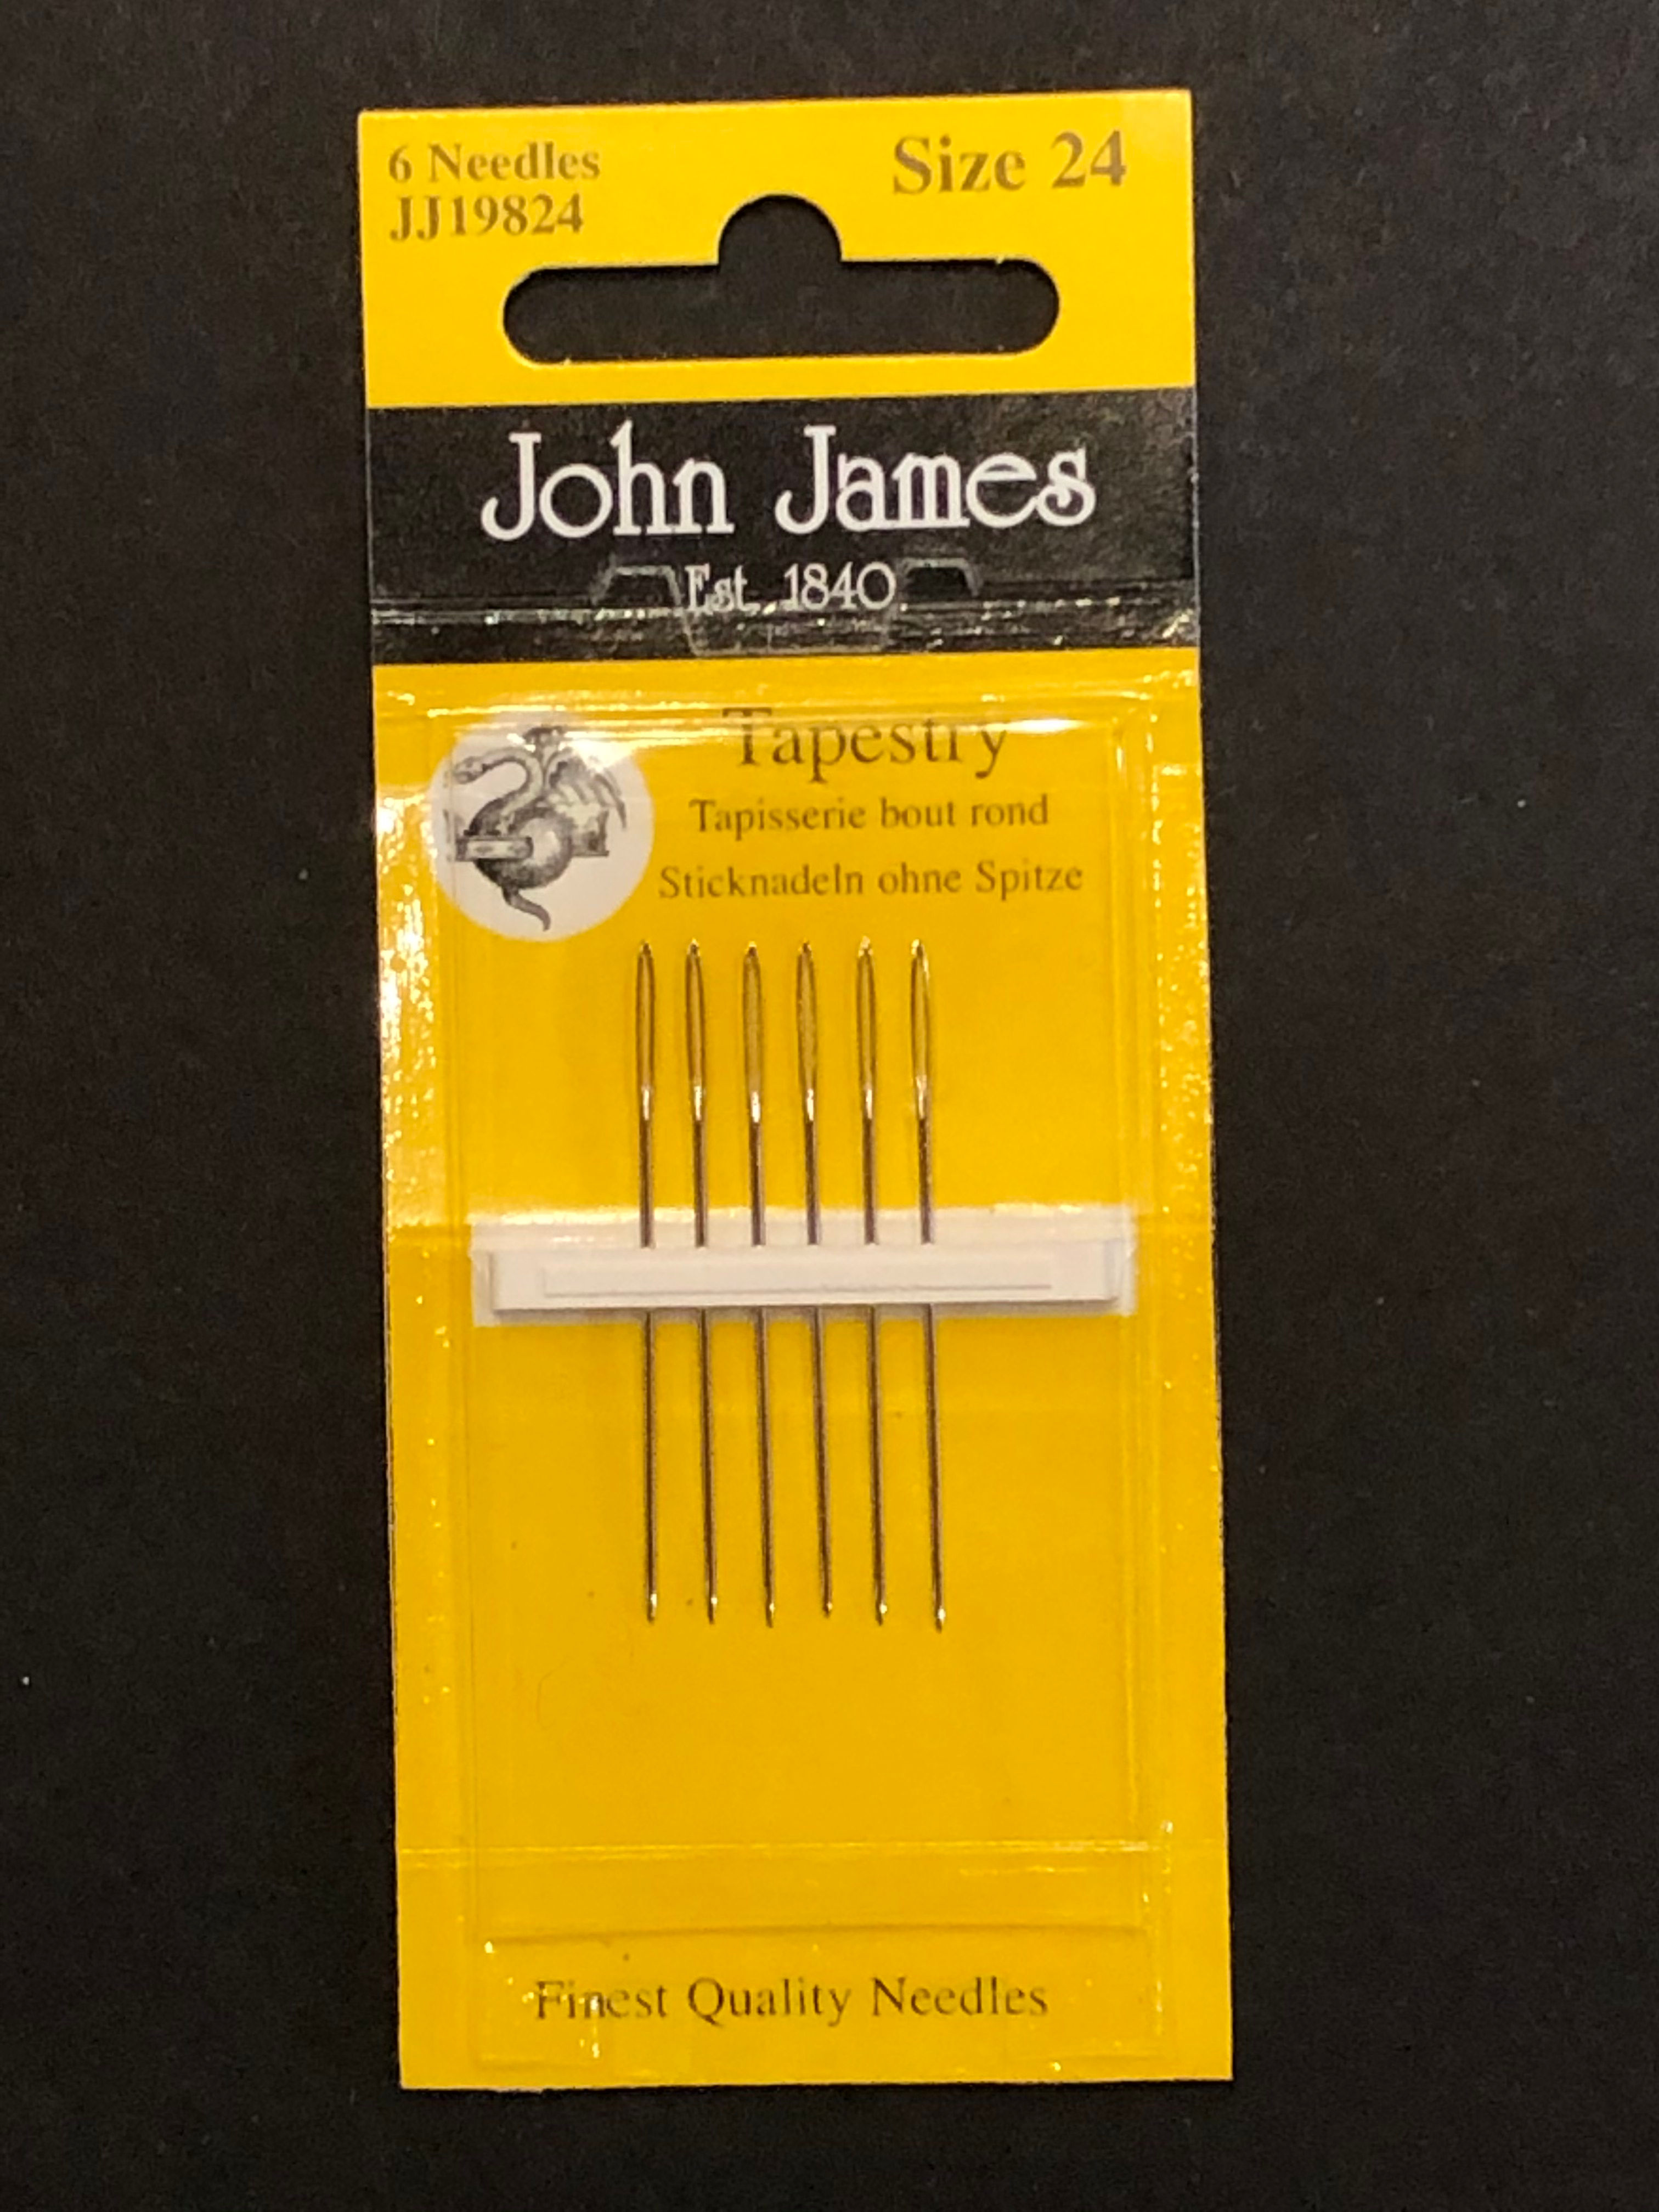 6 Needles
JJ19824
Size 24
John James
Est. 1840
Tapestry
Tapisserie bout rond
Sticknadeln ohne Spitze
Finest Quality Needles